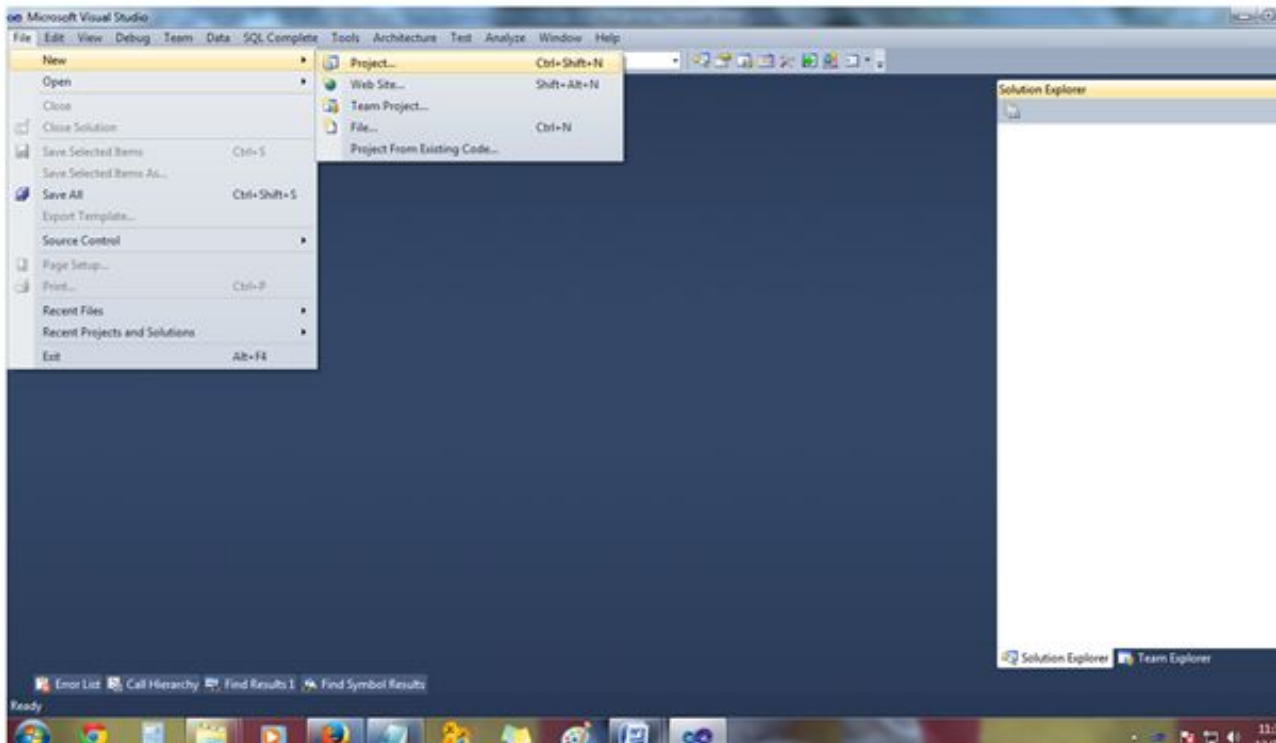 Microsoft Visual Studio
File Edit View Debug Team Data SQL Complete Tools Architecture Test Analyze Window Help
New
Open
Close
Close Solution
Save Selected Items Ctrl+S
Save Selected Items As...
Save All Ctrl+Shift+S
Export Template...
Source Control
Page Setup...
Print... Ctrl+P
Recent Files
Recent Projects and Solutions
Exit Alt+F4
Project... Ctrl+Shift+N
Web Site... Shift+Alt+N
Team Project...
File... Ctrl+N
Project From Existing Code...
Solution Explorer
Solution Explorer Team Explorer
Error List Call Hierarchy Find Results 1 Find Symbol Results
Ready